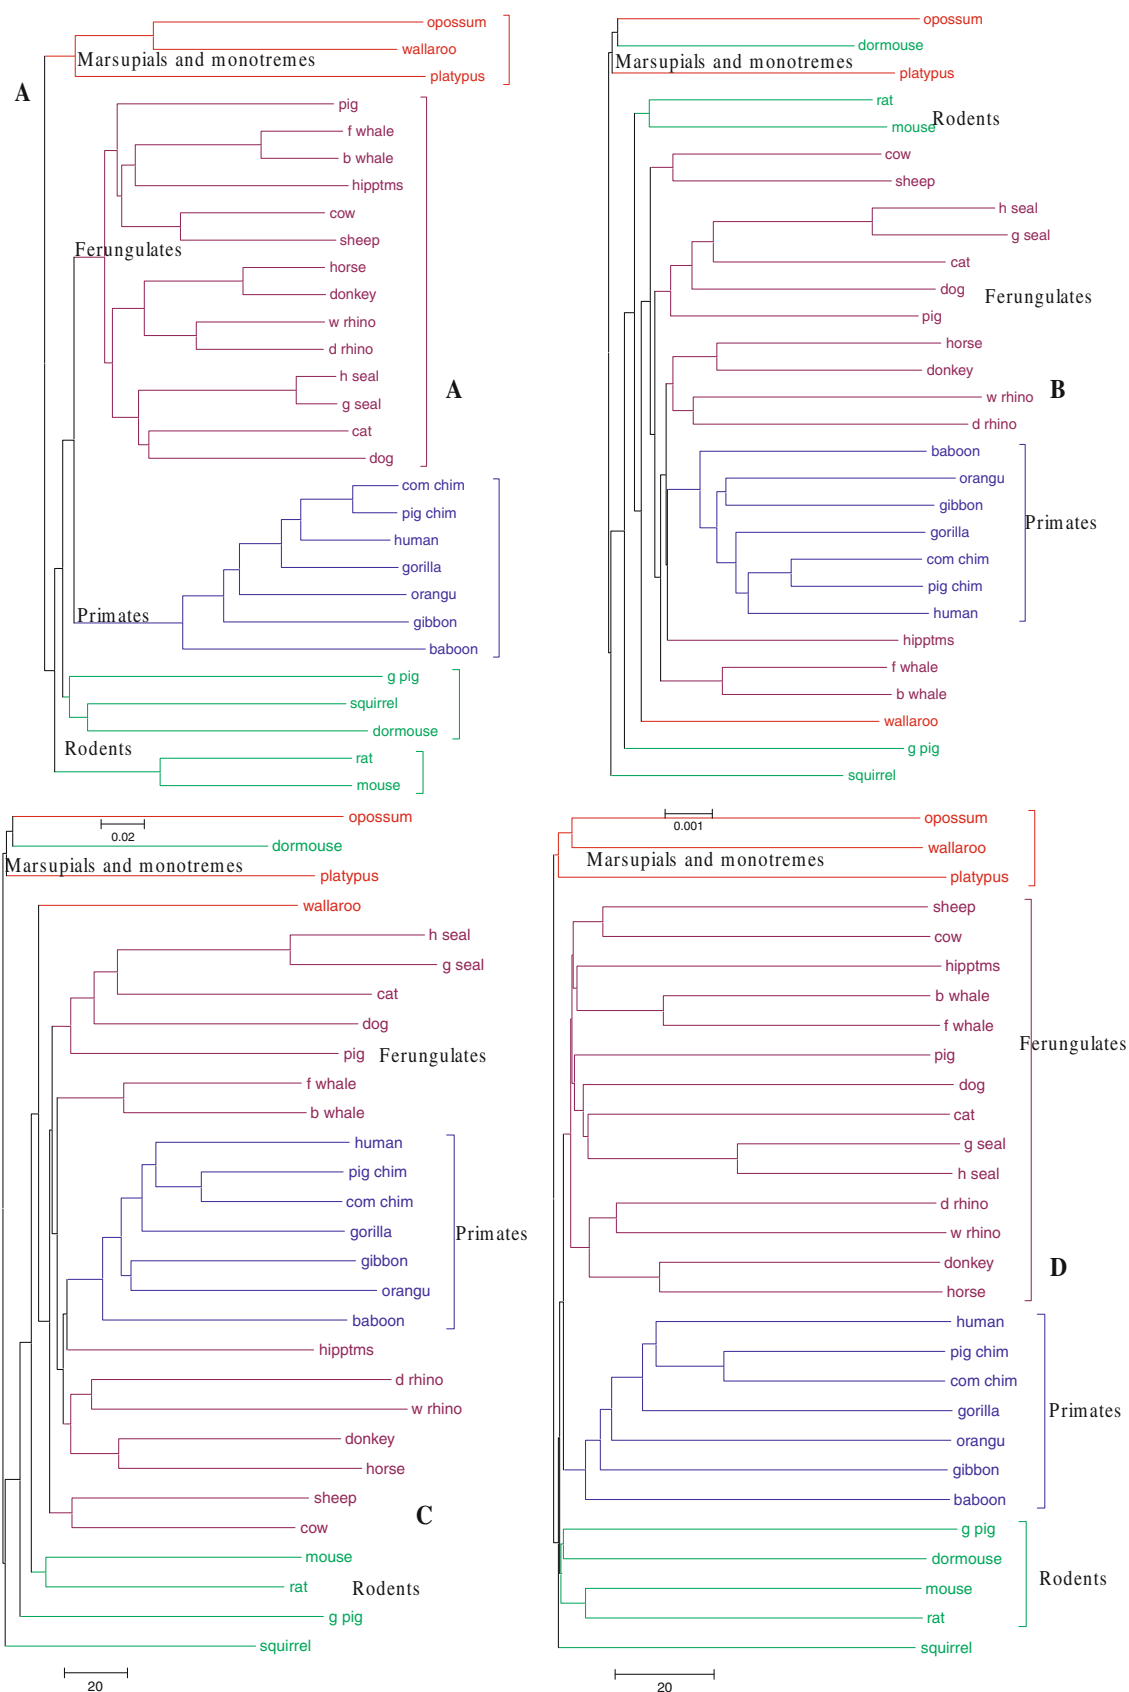 opossum
wallaroo
Marsupials and monotremes
platypus
A
pig
f whale
b whale
hipptms
cow
sheep
Ferungulates
horse
donkey
w rhino
d rhino
h seal
A
g seal
cat
dog
com chim
pig chim
human
gorilla
orangu
Primates
gibbon
baboon
g pig
squirrel
dormouse
Rodents
rat
mouse
opossum
dormouse
Marsupials and monotremes
platypus
rat
Rodents
mouse
cow
sheep
h seal
g seal
cat
dog
Ferungulates
pig
horse
donkey
B
w rhino
d rhino
baboon
orangu
gibbon
Primates
gorilla
com chim
pig chim
human
hipptms
f whale
b whale
wallaroo
g pig
squirrel
opossum
0.02
dormouse
Marsupials and monotremes
platypus
wallaroo
h seal
g seal
cat
dog
pig
Ferungulates
f whale
b whale
human
pig chim
com chim
gorilla
Primates
gibbon
orangu
baboon
hipptms
d rhino
w rhino
donkey
horse
sheep
C
cow
mouse
rat
Rodents
g pig
squirrel
20
0.001
opossum
wallaroo
Marsupials and monotremes
platypus
sheep
cow
hipptms
b whale
f whale
Ferungulates
pig
dog
cat
g seal
h seal
d rhino
w rhino
donkey
D
horse
human
pig chim
com chim
gorilla
Primates
orangu
gibbon
baboon
g pig
dormouse
Rodents
mouse
rat
squirrel
20